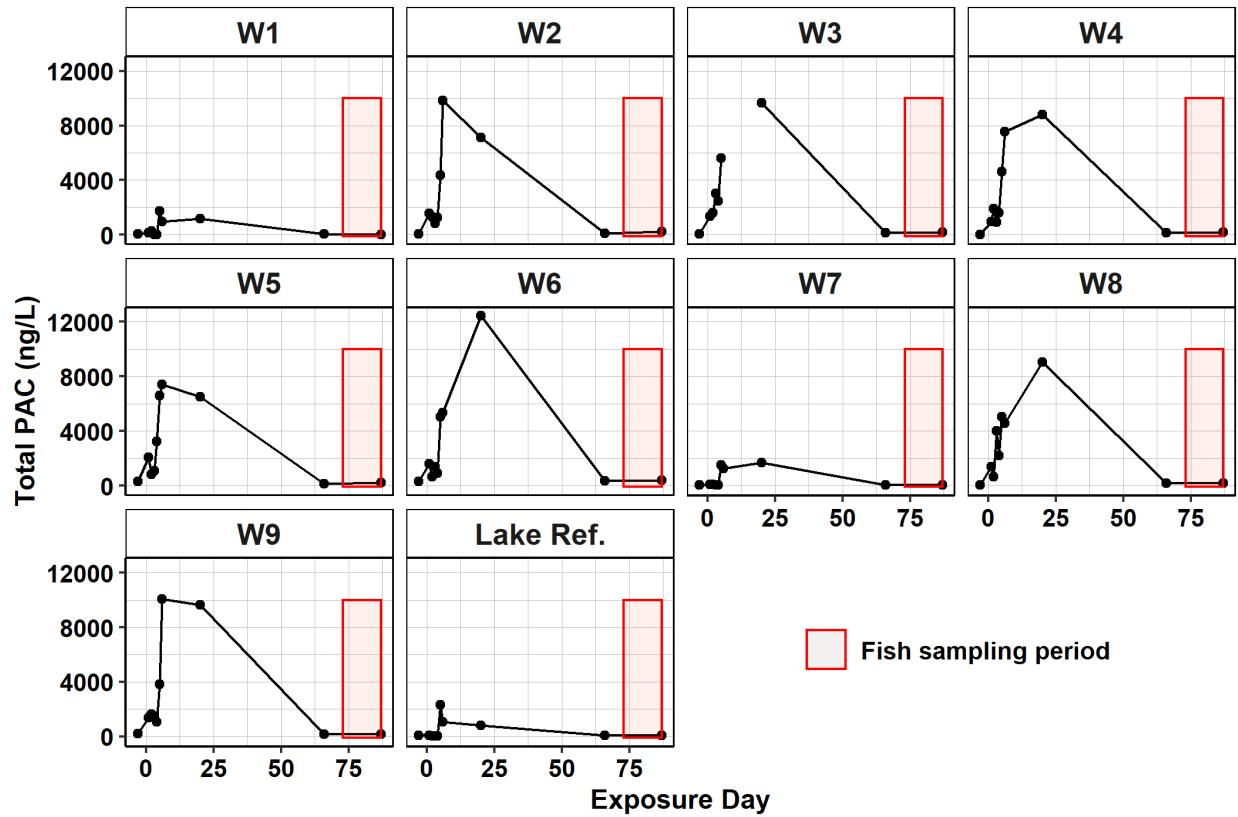 W1 W2 W3 W4
12000
8000
4000
0
W5 W6 W7 W8
12000
8000
4000
0
0 25 50 75 0 25 50 75
W9 Lake Ref.
12000
8000
4000
0
0 25 50 75 0 25 50 75
Total PAC (ng/L)
Exposure Day
Fish sampling period